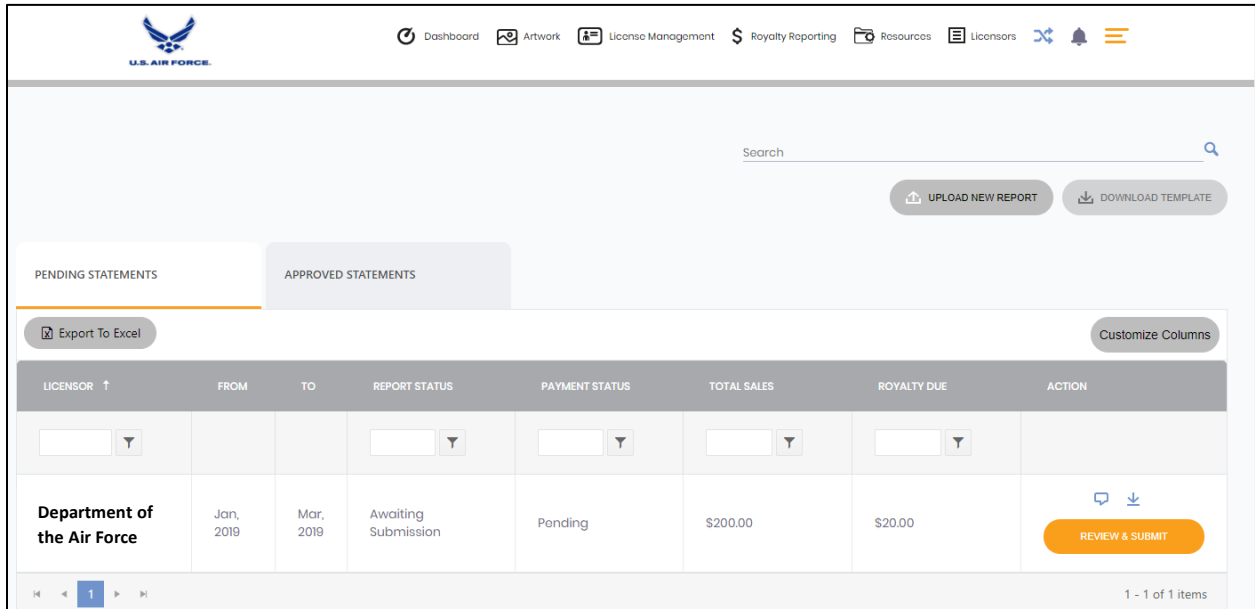 U.S. AIR FORCE.
Dashboard Artwork License Management $ Royalty Reporting Resources Licensors
Search
UPLOAD NEW REPORT DOWNLOAD TEMPLATE
PENDING STATEMENTS APPROVED STATEMENTS
Export To Excel Customize Columns
LICENSOR ↑ FROM TO REPORT STATUS PAYMENT STATUS TOTAL SALES ROYALTY DUE ACTION
Department of the Air Force Jan, 2019 Mar, 2019 Awaiting Submission Pending $200.00 $20.00
REVIEW & SUBMIT
1 1 - 1 of 1 items